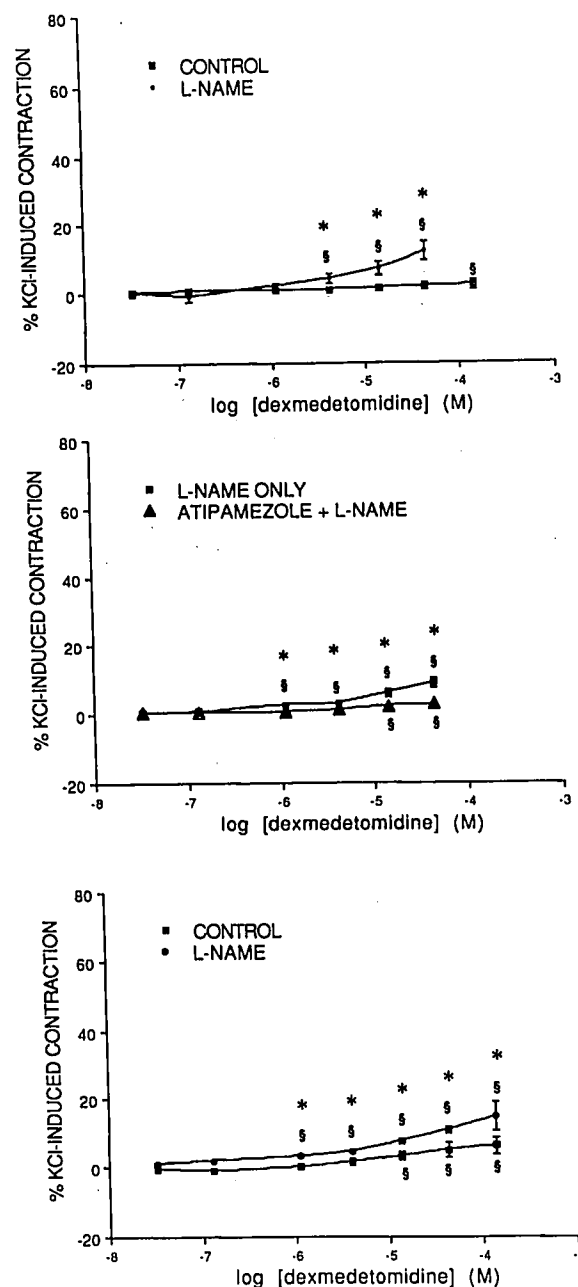 80
60
40
20
0
-20
% KCl-INDUCED CONTRACTION
CONTROL
L-NAME
* * *
§ § § §
-8 -7 -6 -5 -4 -3
log [dexmedetomidine] (M)
80
60
40
20
0
-20
% KCl-INDUCED CONTRACTION
L-NAME ONLY
ATIPAMEZOLE + L-NAME
* * * *
§ § § §
§ §
-8 -7 -6 -5 -4 -3
log [dexmedetomidine] (M)
80
60
40
20
0
-20
% KCl-INDUCED CONTRACTION
CONTROL
L-NAME
* * * * *
§ § § § §
§ § §
-8 -7 -6 -5 -4
log [dexmedetomidine] (M)